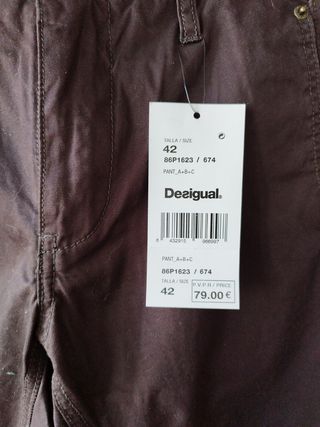 TALLA / SIZE
42
86P1623 / 674
PANT_A+B+C
Desigual.
PANT_A+B+C
86P1623 / 674
TALLA / SIZE
42
P.V.P.R / PRICE
79.00 €